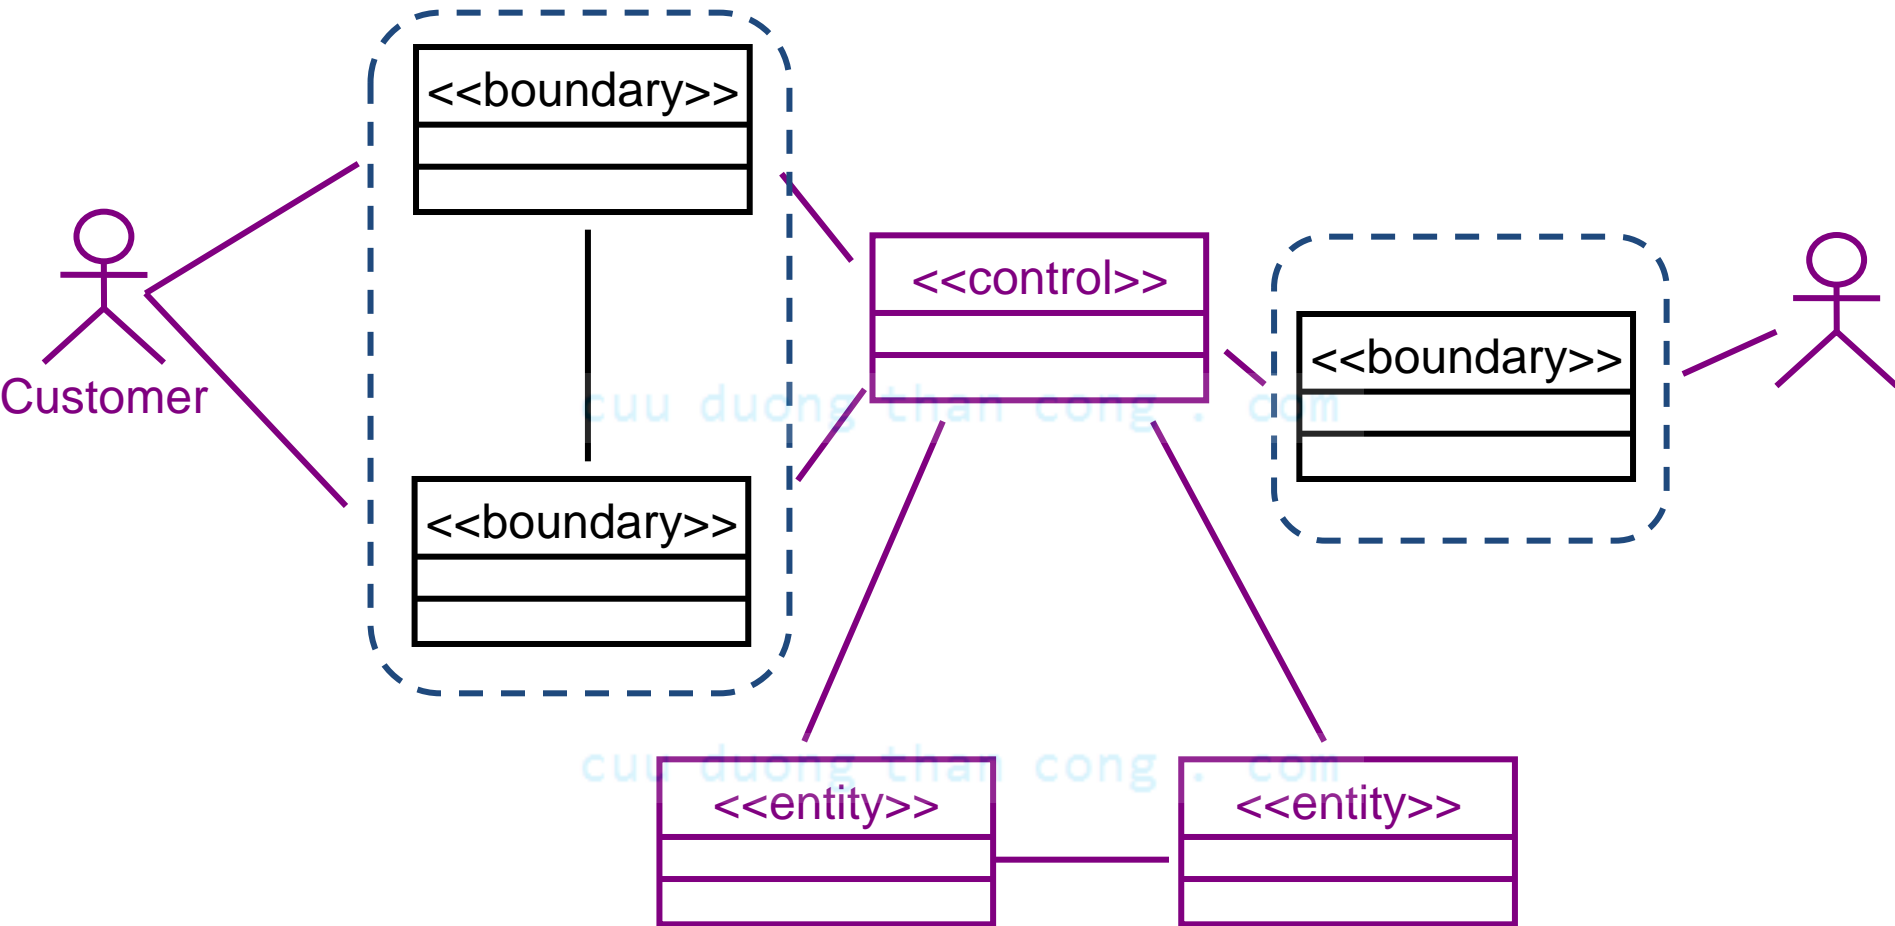 <<boundary>>
<<control>>
<<boundary>>
Customer
cuu duong than cong . com
<<boundary>>
cuu duong than cong . com
<<entity>>
<<entity>>